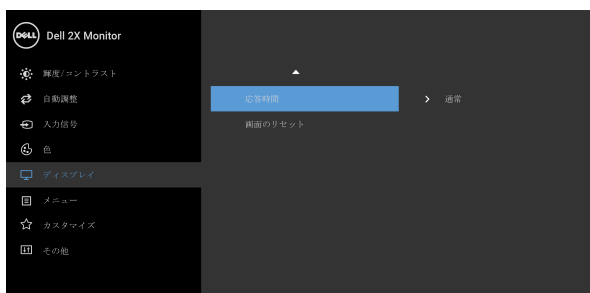 DELL
Dell 2X Monitor
輝度/コントラスト
自動調整
入力信号
色
ディスプレイ
メニュー
カスタマイズ
その他
応答時間
通常
画面のリセット